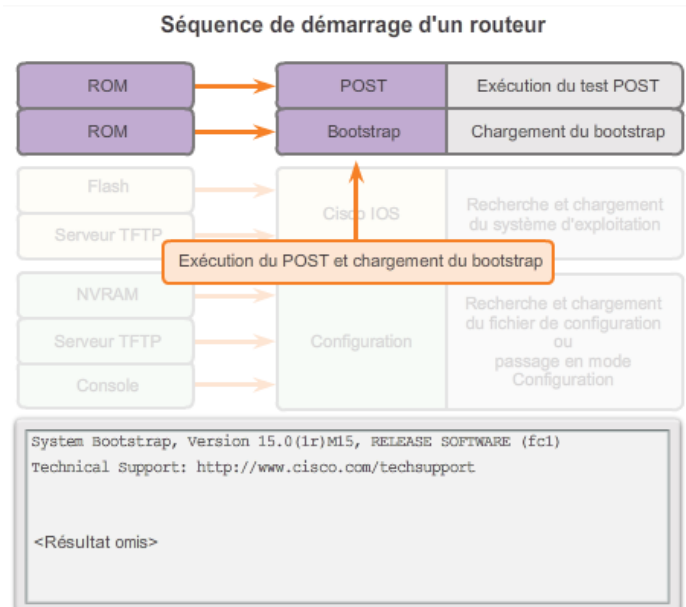 Séquence de démarrage d'un routeur
ROM
POST
Exécution du test POST
ROM
Bootstrap
Chargement du bootstrap
Flash
Serveur TFTP
Cisco IOS
Recherche et chargement
du système d'exploitation
Exécution du POST et chargement du bootstrap
NVRAM
Serveur TFTP
Console
Configuration
Recherche et chargement
du fichier de configuration
ou
passage en mode
Configuration
System Bootstrap, Version 15.0(1r)M15, RELEASE SOFTWARE (fc1)
Technical Support: http://www.cisco.com/techsupport
<Résultat omis>